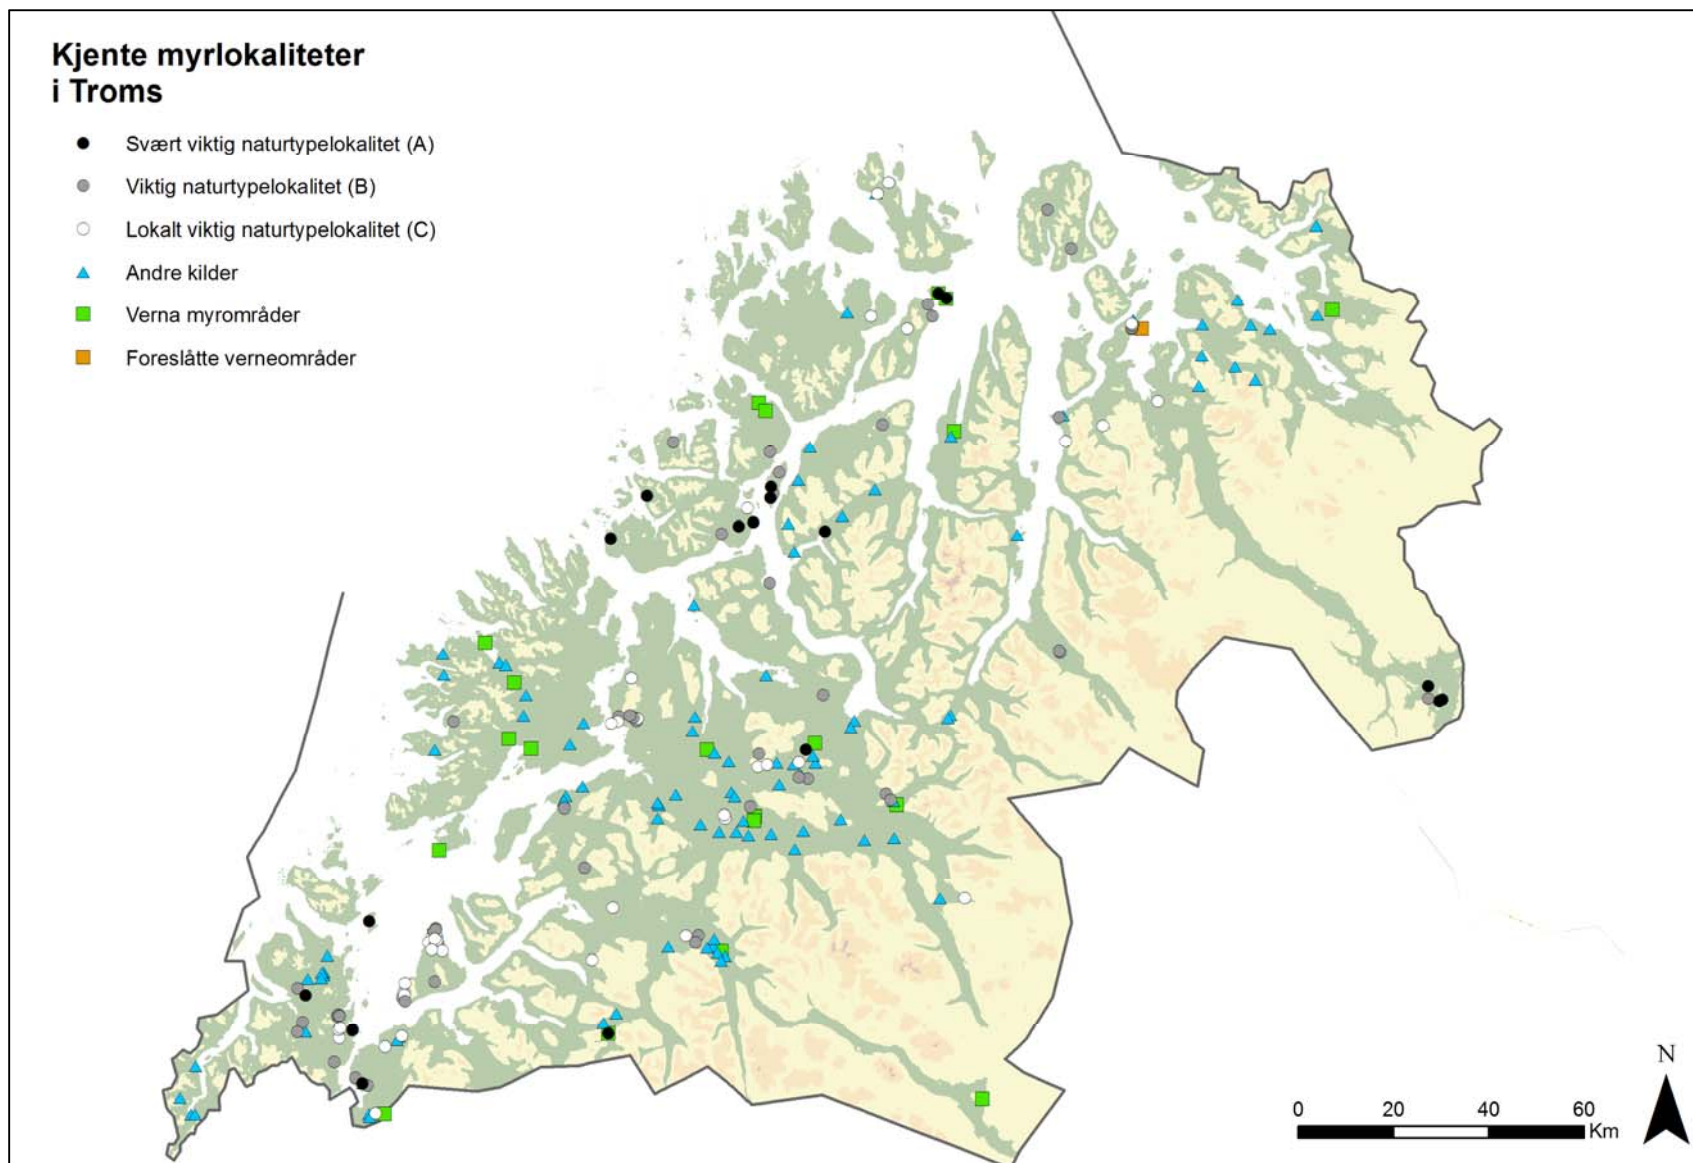 Kjente myrlokaliteter
i Troms
Svært viktig naturtypelokalitet (A)
Viktig naturtypelokalitet (B)
Lokalt viktig naturtypelokalitet (C)
Andre kilder
Verna myrområder
Foreslåtte verneområder
N
0 20 40 60
Km